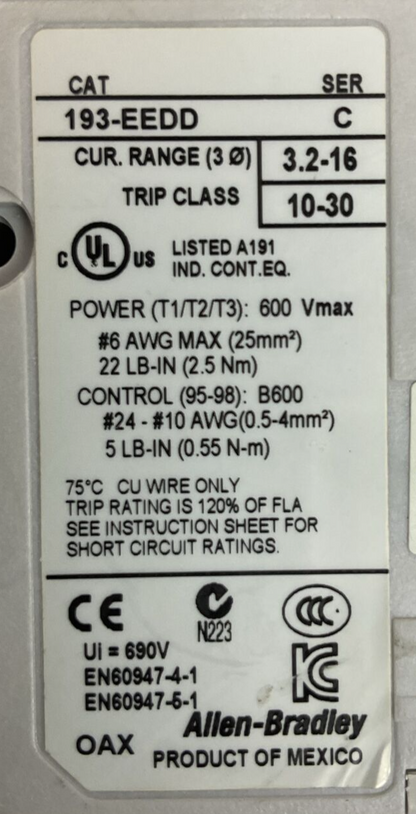 CAT SER
193-EEDD C
CUR. RANGE (3 Ø) 3.2-16
TRIP CLASS 10-30
C UL US LISTED A191
IND. CONT.EQ.
POWER (T1/T2/T3): 600 Vmax
#6 AWG MAX (25mm²)
22 LB-IN (2.5 Nm)
CONTROL (95-98): B600
#24 - #10 AWG(0.5-4mm²)
5 LB-IN (0.55 N-m)
75°C CU WIRE ONLY
TRIP RATING IS 120% OF FLA
SEE INSTRUCTION SHEET FOR
SHORT CIRCUIT RATINGS.
CE N223 CCC
Ui = 690V
EN60947-4-1 KC
EN60947-5-1
Allen-Bradley
OAX PRODUCT OF MEXICO